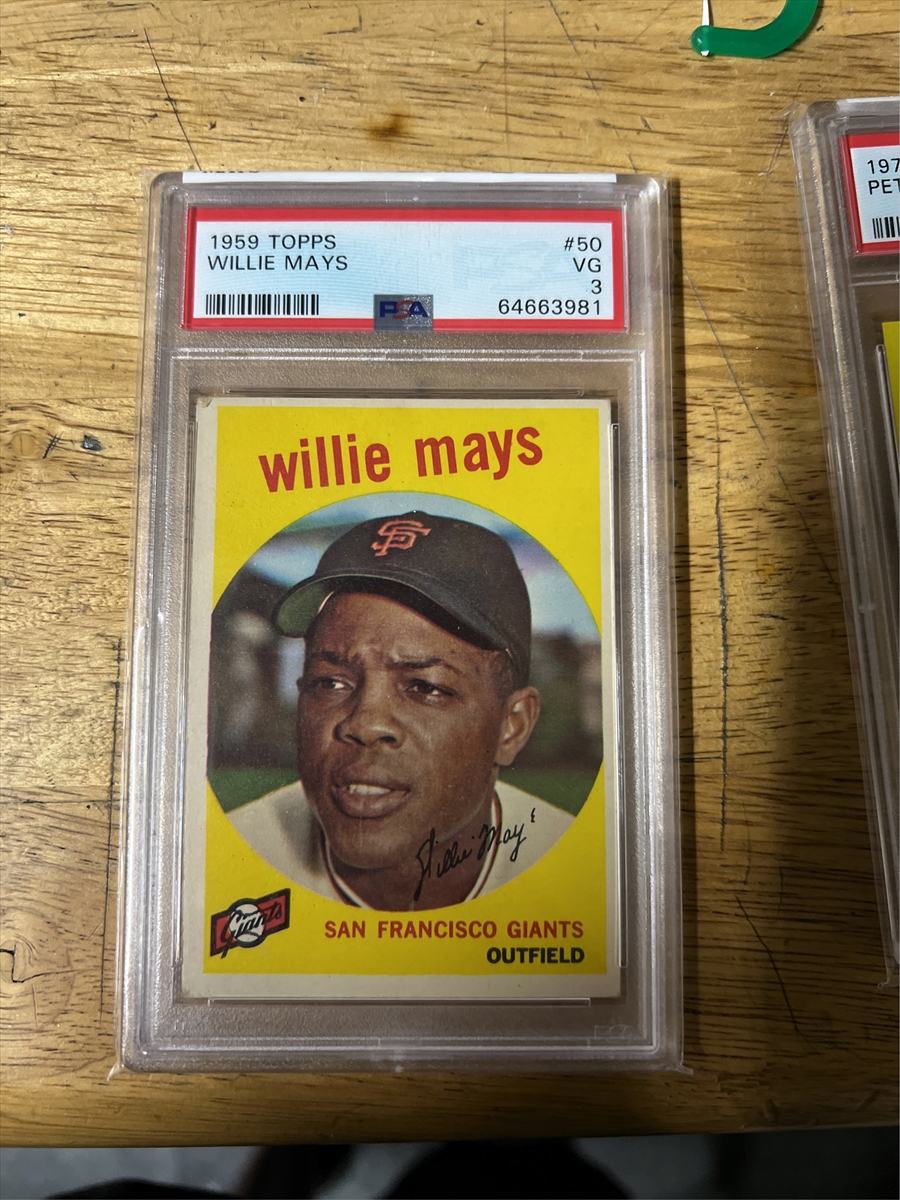 1959 TOPPS #50
WILLIE MAYS VG
3
PSA 64663981
willie mays
SF
Willie Mays
Giants
SAN FRANCISCO GIANTS
OUTFIELD
197
PET